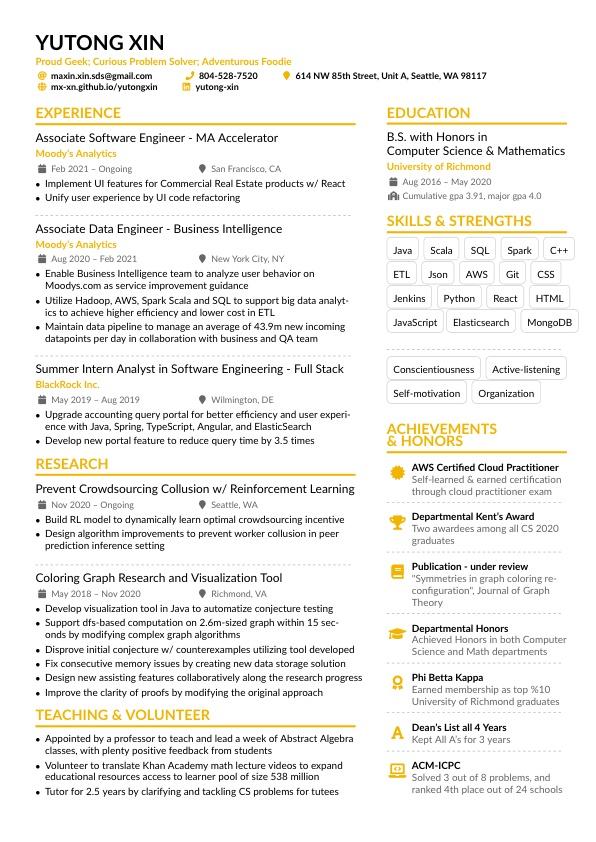 YUTONG XIN
Proud Geek; Curious Problem Solver; Adventurous Foodie
maxin.xin.sds@gmail.com 804-528-7520 614 NW 85th Street, Unit A, Seattle, WA 98117
mx-xn.github.io/yutongxin yutong-xin
EXPERIENCE
Associate Software Engineer - MA Accelerator
Moody's Analytics
Feb 2021 – Ongoing San Francisco, CA
• Implement UI features for Commercial Real Estate products w/ React
• Unify user experience by UI code refactoring
Associate Data Engineer - Business Intelligence
Moody's Analytics
Aug 2020 – Feb 2021 New York City, NY
• Enable Business Intelligence team to analyze user behavior on
Moodys.com as service improvement guidance
• Utilize Hadoop, AWS, Spark Scala and SQL to support big data analyt-
ics to achieve higher efficiency and lower cost in ETL
• Maintain data pipeline to manage an average of 43.9m new incoming
datapoints per day in collaboration with business and QA team
Summer Intern Analyst in Software Engineering - Full Stack
BlackRock Inc.
May 2019 – Aug 2019 Wilmington, DE
• Upgrade accounting query portal for better efficiency and user experi-
ence with Java, Spring, TypeScript, Angular, and ElasticSearch
• Develop new portal feature to reduce query time by 3.5 times
RESEARCH
Prevent Crowdsourcing Collusion w/ Reinforcement Learning
Nov 2020 – Ongoing Seattle, WA
• Build RL model to dynamically learn optimal crowdsourcing incentive
• Design algorithm improvements to prevent worker collusion in peer
prediction inference setting
Coloring Graph Research and Visualization Tool
May 2018 – Nov 2020 Richmond, VA
• Develop visualization tool in Java to automatize conjecture testing
• Support dfs-based computation on 2.6m-sized graph within 15 sec-
onds by modifying complex graph algorithms
• Disprove initial conjecture w/ counterexamples utilizing tool developed
• Fix consecutive memory issues by creating new data storage solution
• Design new assisting features collaboratively along the research progress
• Improve the clarity of proofs by modifying the original approach
TEACHING & VOLUNTEER
• Appointed by a professor to teach and lead a week of Abstract Algebra
classes, with plenty positive feedback from students
• Volunteer to translate Khan Academy math lecture videos to expand
educational resources access to learner pool of size 538 million
• Tutor for 2.5 years by clarifying and tackling CS problems for tutees
EDUCATION
B.S. with Honors in
Computer Science & Mathematics
University of Richmond
Aug 2016 – May 2020
Cumulative gpa 3.91, major gpa 4.0
SKILLS & STRENGTHS
Java Scala SQL Spark C++
ETL Json AWS Git CSS
Jenkins Python React HTML
JavaScript Elasticsearch MongoDB
Conscientiousness Active-listening
Self-motivation Organization
ACHIEVEMENTS
& HONORS
AWS Certified Cloud Practitioner
Self-learned & earned certification
through cloud practitioner exam
Departmental Kent's Award
Two awardees among all CS 2020
graduates
Publication - under review
"Symmetries in graph coloring re-
configuration", Journal of Graph
Theory
Departmental Honors
Achieved Honors in both Computer
Science and Math departments
Phi Betta Kappa
Earned membership as top %10
University of Richmond graduates
Dean's List all 4 Years
Kept All A's for 3 years
ACM-ICPC
Solved 3 out of 8 problems, and
ranked 4th place out of 24 schools